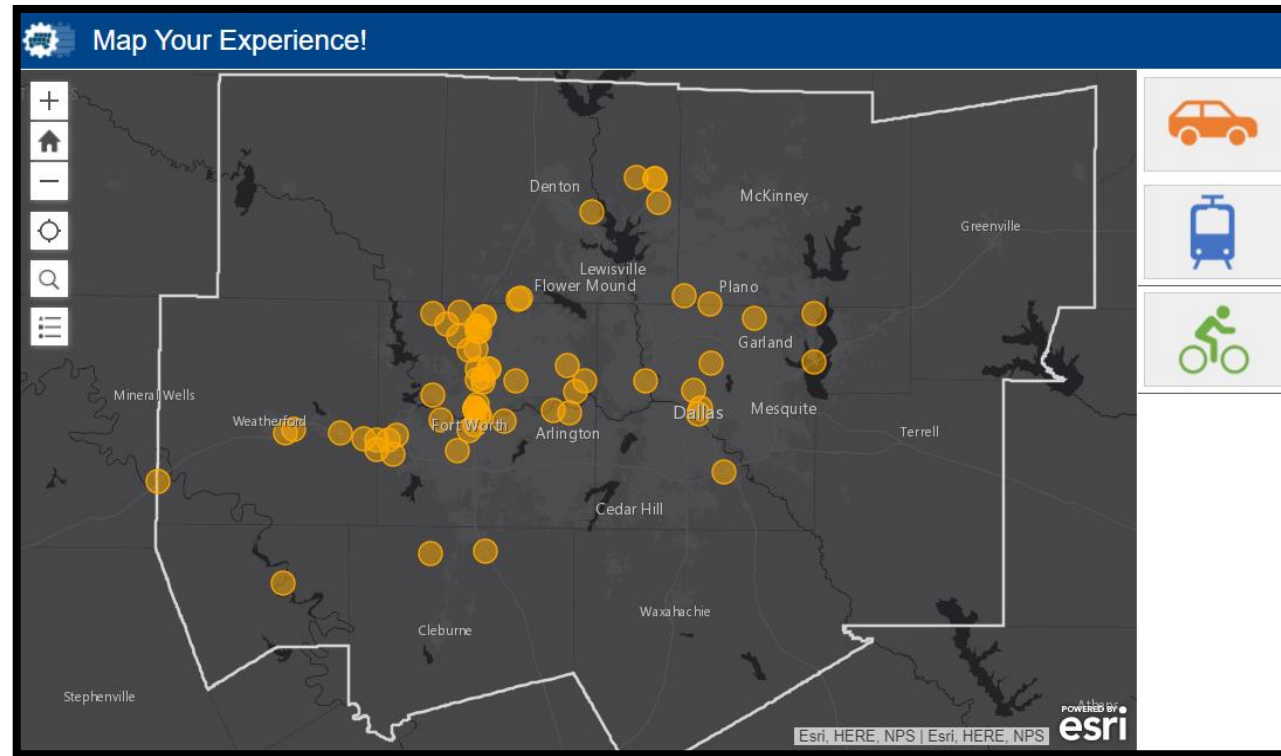 Map Your Experience!
Denton
McKinney
Greenville
Lewisville
Flower Mound
Plano
Garland
Mineral Wells
Weatherford
Fort Worth
Arlington
Dallas
Mesquite
Terrell
Cedar Hill
Waxahachie
Cleburne
Stephenville
Athens
POWERED BY
esri
Esri, HERE, NPS | Esri, HERE, NPS